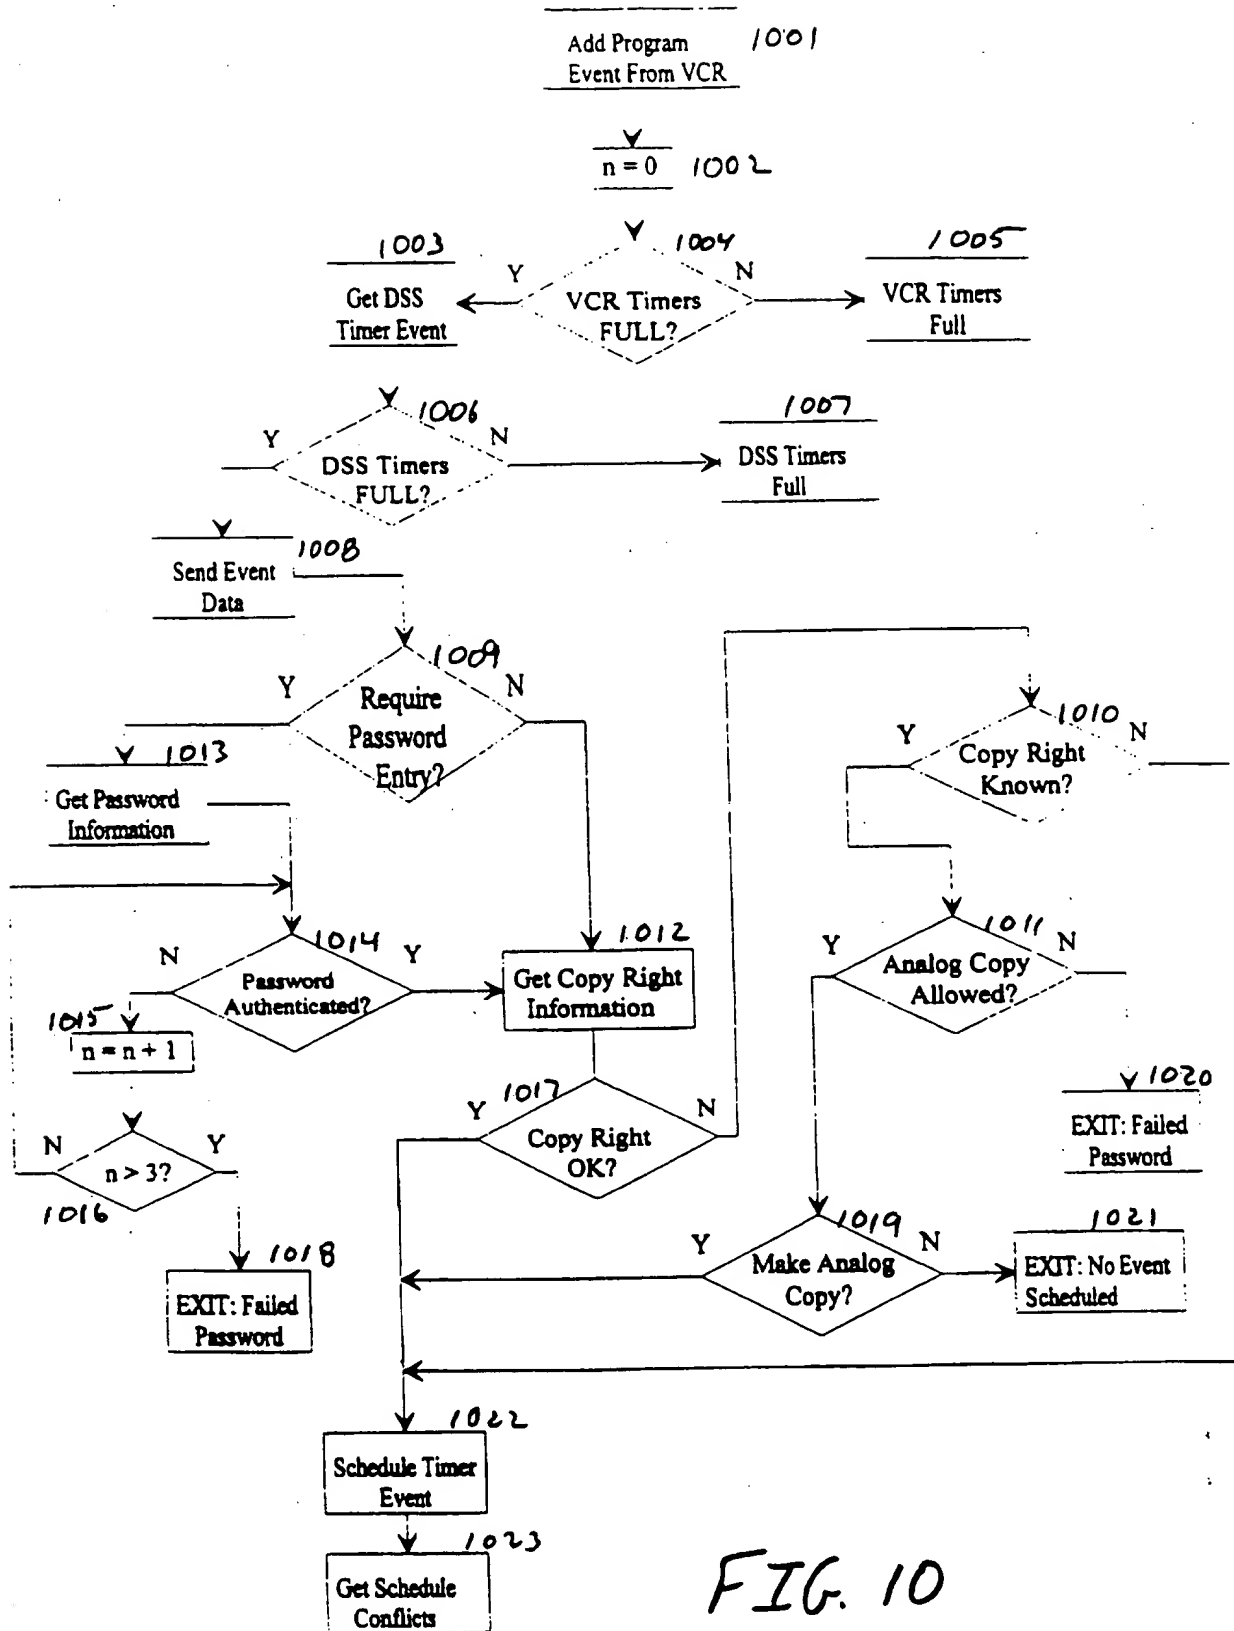 Add Program 1001
Event From VCR
n = 0 1002
1003 1004 1005
Y N
Get DSS
Timer Event
VCR Timers
FULL?
VCR Timers
Full
1006 1007
Y N
DSS Timers
FULL?
DSS Timers
Full
1008
Send Event
Data
1009
Y N
Require
Password
Entry?
1010
Y N
Copy Right
Known?
1013
Get Password
Information
1014
N Y
Password
Authenticated?
1012
Get Copy Right
Information
1011
Y N
Analog Copy
Allowed?
1015
n = n + 1
1017
Y N
Copy Right
OK?
1020
EXIT: Failed
Password
N Y
n > 3?
1016
1018
EXIT: Failed
Password
1019
Y N
Make Analog
Copy?
1021
EXIT: No Event
Scheduled
1022
Schedule Timer
Event
1023
Get Schedule
Conflicts
FIG. 10